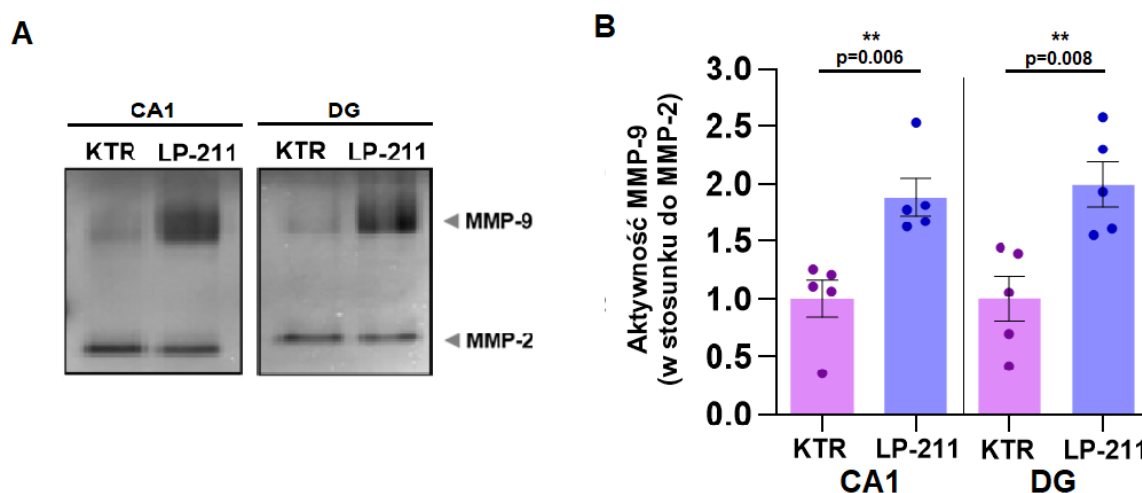 A
CA1
DG
KTR LP-211
KTR LP-211
MMP-9
MMP-2
B
**
p=0.006
**
p=0.008
Aktywność MMP-9
(w stosunku do MMP-2)
3.0
2.5
2.0
1.5
1.0
0.5
0.0
KTR LP-211 KTR LP-211
CA1 DG